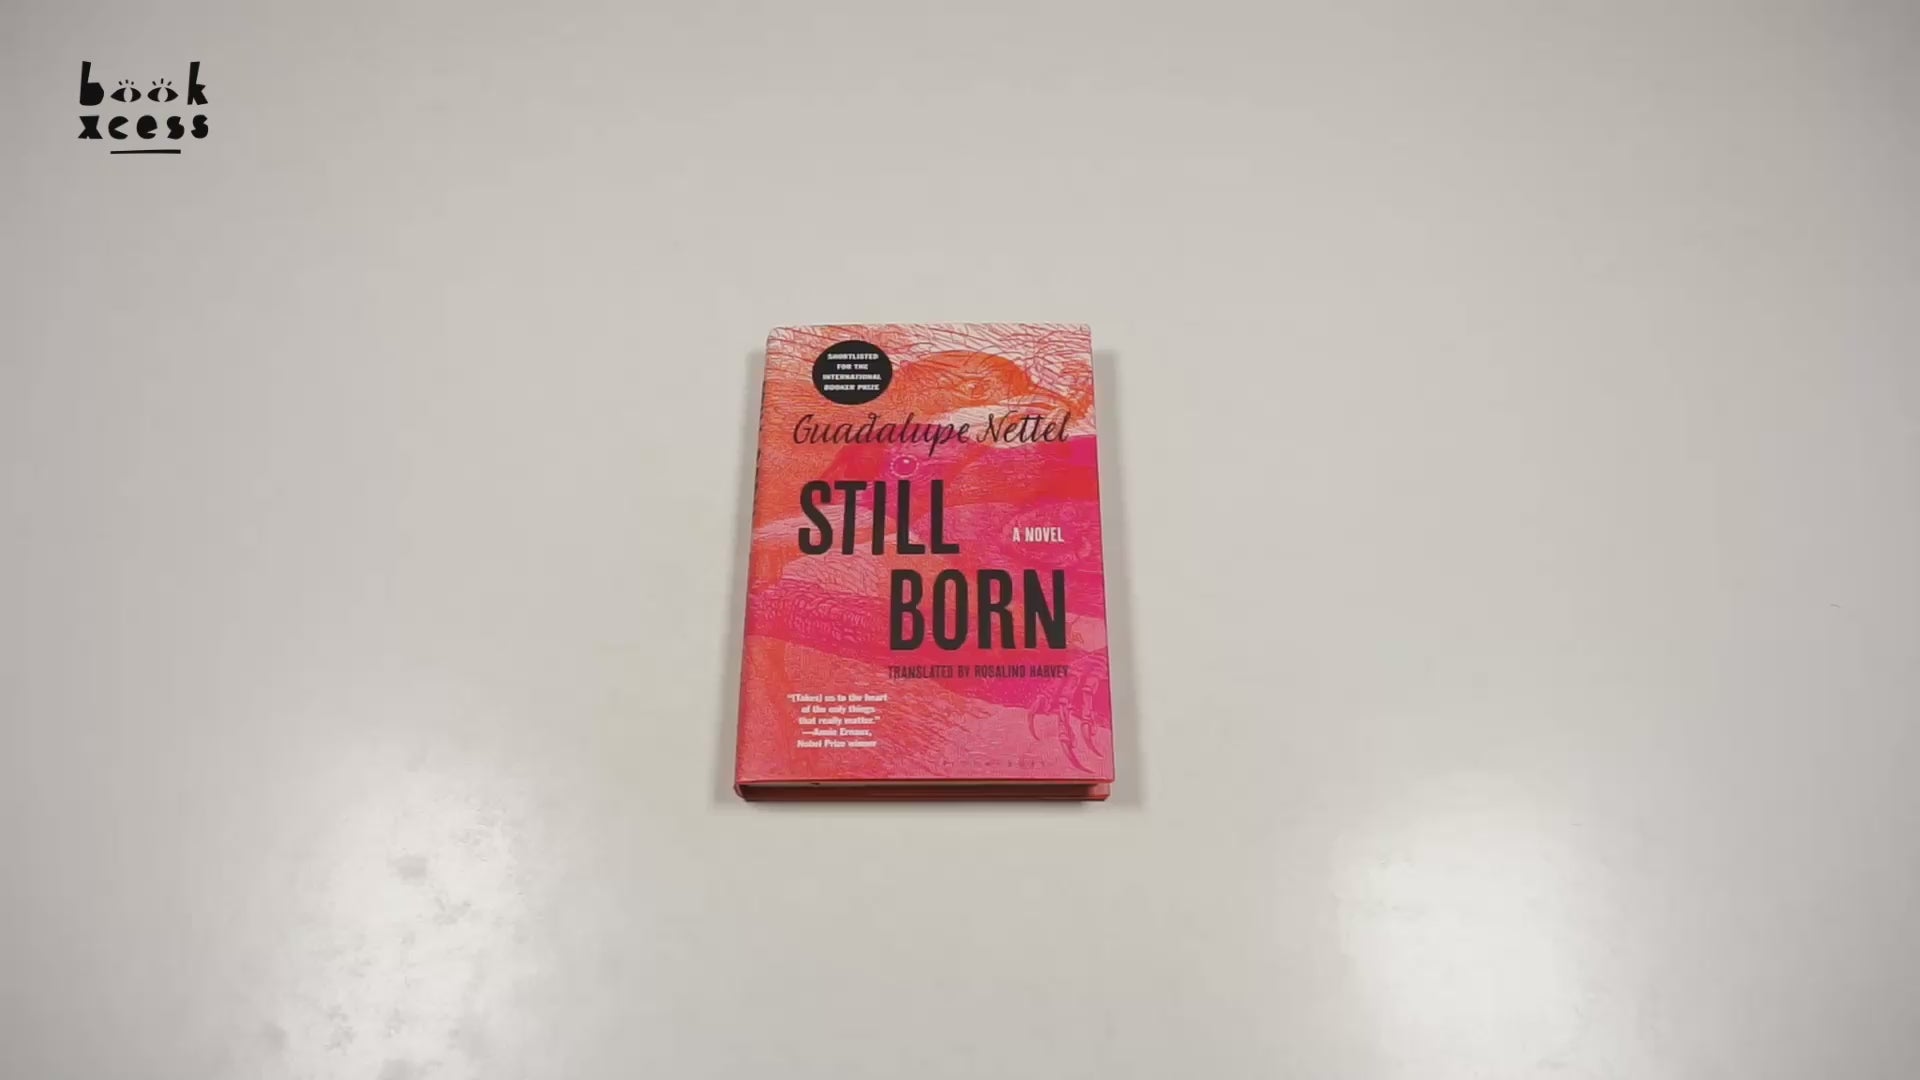 book
xcess
SHORTLISTED
FOR THE
INTERNATIONAL
BOOKER PRIZE
Guadalupe Nettel
STILL
A NOVEL
BORN
TRANSLATED BY ROSALIND HARVEY
"[Takes] us to the heart
of the only things
that really matter."
—Annie Ernaux,
Nobel Prize winner